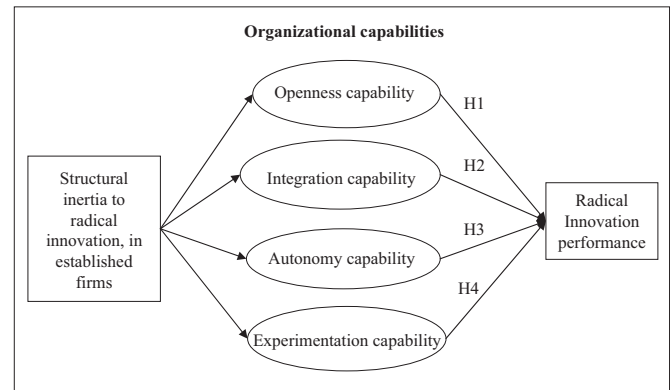 Organizational capabilities
Openness capability
H1
Integration capability
H2
Structural
inertia to
radical
innovation, in
established
firms
Autonomy capability
H3
Experimentation capability
H4
Radical
Innovation
performance